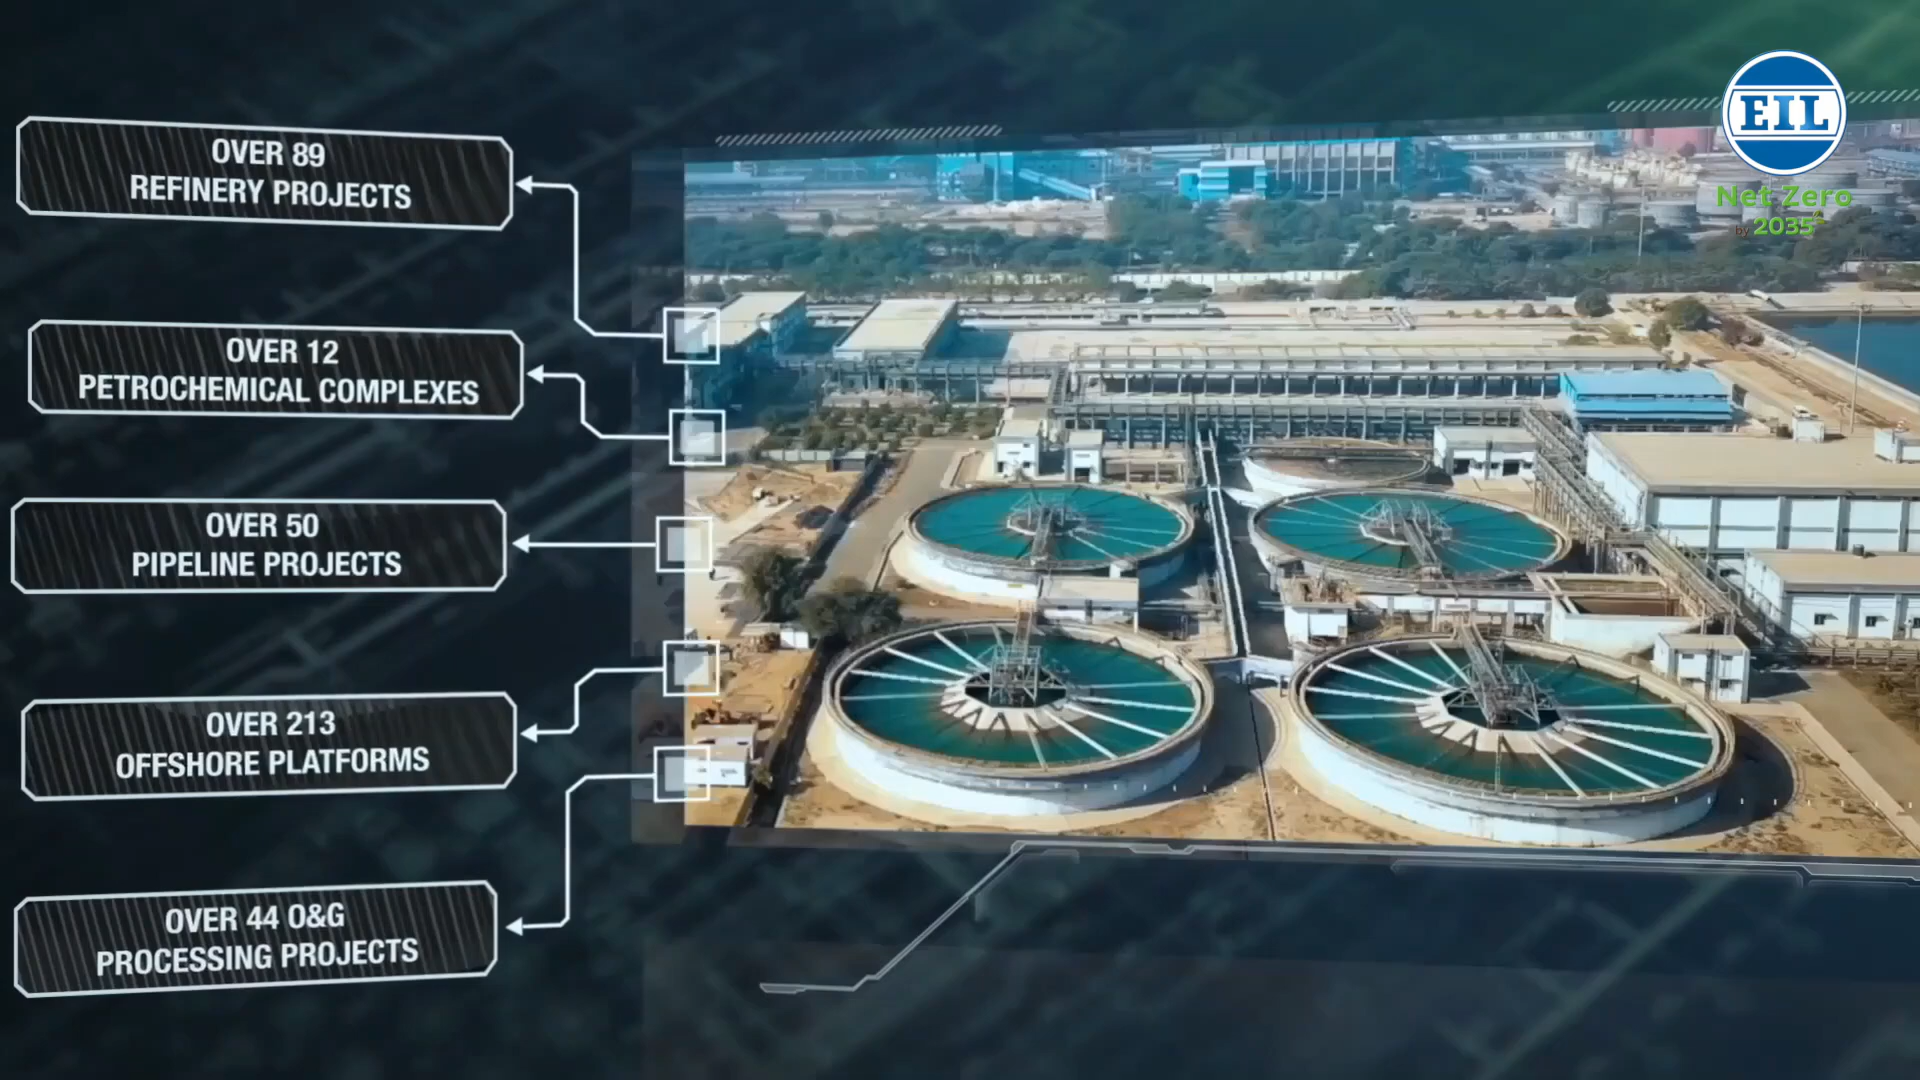 OVER 89
REFINERY PROJECTS
OVER 12
PETROCHEMICAL COMPLEXES
OVER 50
PIPELINE PROJECTS
OVER 213
OFFSHORE PLATFORMS
OVER 44 O&G
PROCESSING PROJECTS
EIL
Net Zero
by 2035